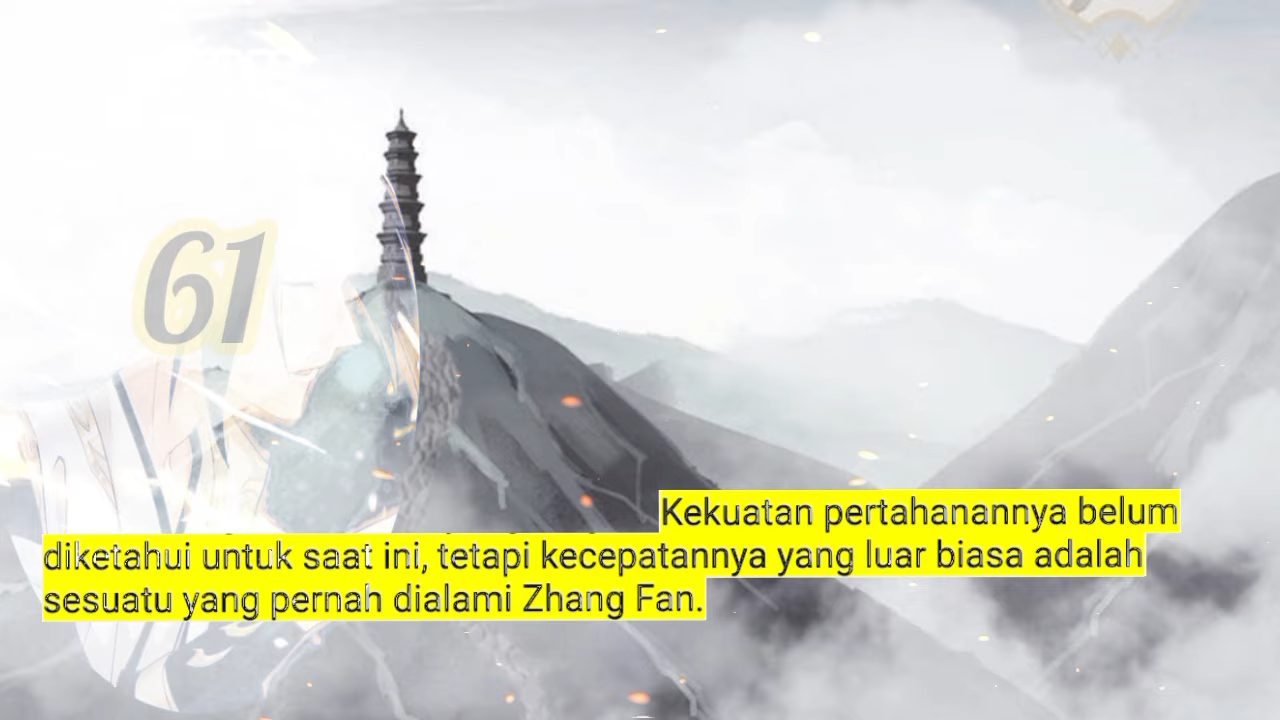 61
Kekuatan pertahanannya belum
diketahui untuk saat ini, tetapi kecepatannya yang luar biasa adalah
sesuatu yang pernah dialami Zhang Fan.